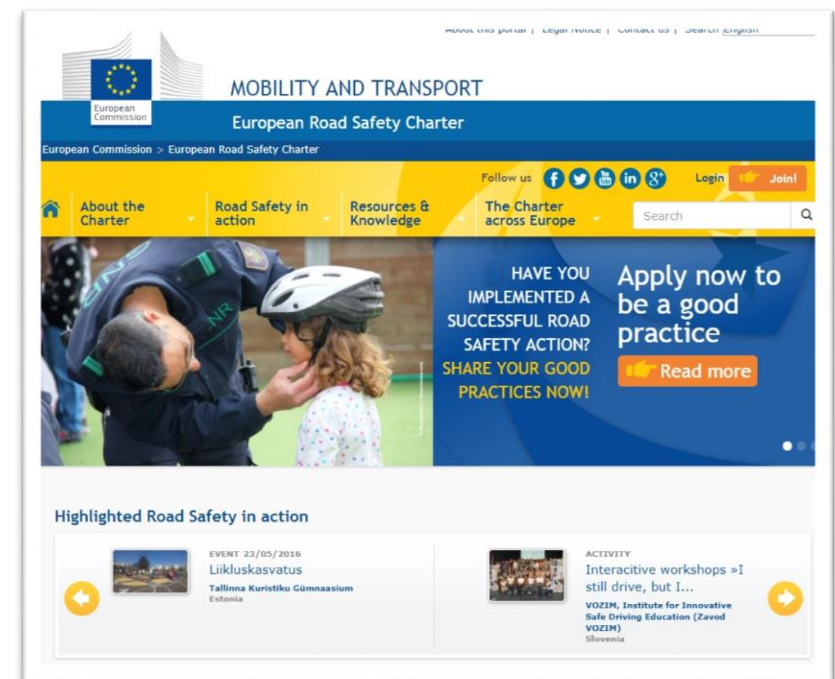 About this portal | Legal Notice | Contact us | Search English
MOBILITY AND TRANSPORT
European
Commission
European Road Safety Charter
European Commission > European Road Safety Charter
Follow us
Login
Join!
About the
Charter
Road Safety in
action
Resources &
Knowledge
The Charter
across Europe
Search
GNR
NR
HAVE YOU
IMPLEMENTED A
SUCCESSFUL ROAD
SAFETY ACTION?
SHARE YOUR GOOD
PRACTICES NOW!
Apply now to
be a good
practice
Read more
Highlighted Road Safety in action
EVENT 23/05/2016
Liikluskasvatus
Tallinna Kuristiku Gümnaasium
Estonia
ACTIVITY
Interacitive workshops »I
still drive, but I...
VOZIM, Institute for Innovative
Safe Driving Education (Zavod
VOZIM)
Slovenia